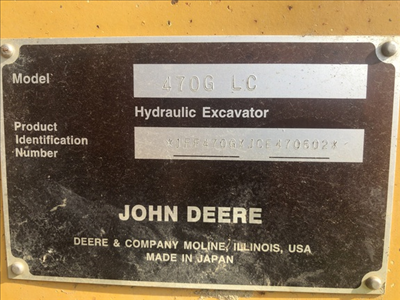 Model 470G LC
Hydraulic Excavator
Product
Identification
Number
JOHN DEERE
DEERE & COMPANY MOLINE, ILLINOIS, USA
MADE IN JAPAN